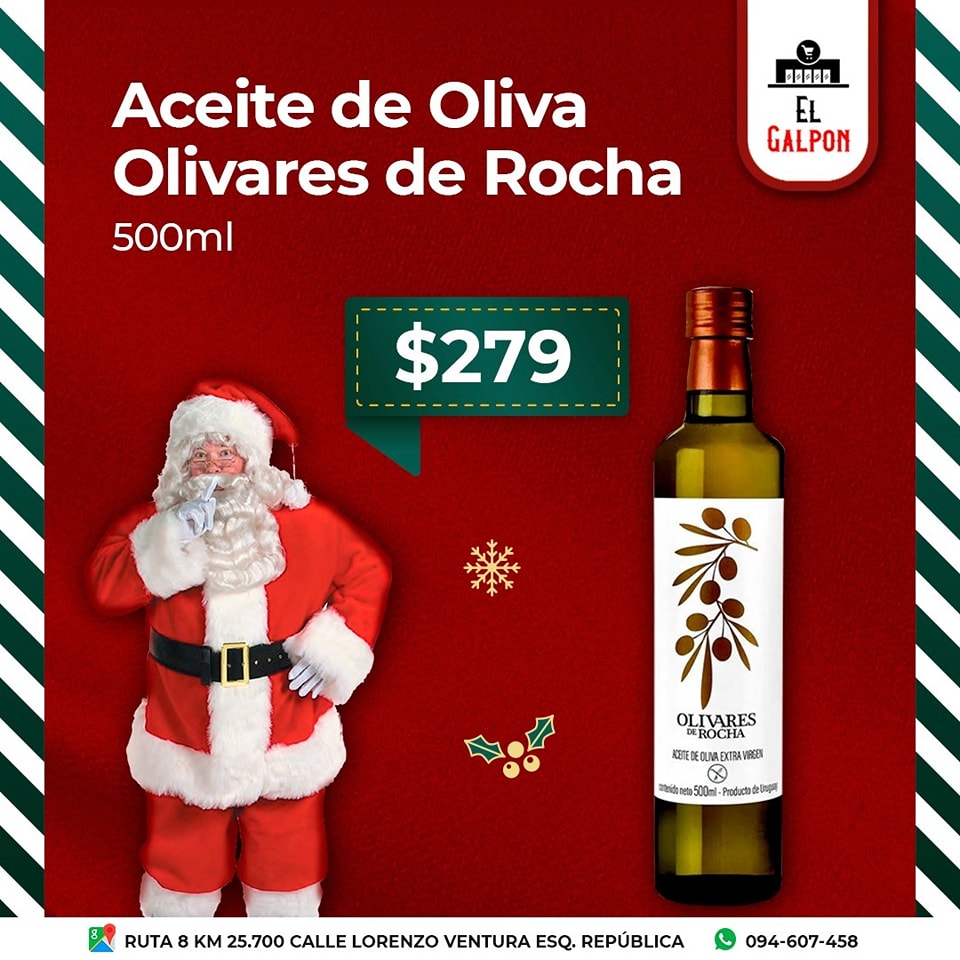 Aceite de Oliva
Olivares de Rocha
500ml
EL
GALPON
$279
OLIVARES
DE ROCHA
ACEITE DE OLIVA EXTRA VIRGEN
contenido neto 500ml - Producto de Uruguay
RUTA 8 KM 25.700 CALLE LORENZO VENTURA ESQ. REPÚBLICA
094-607-458